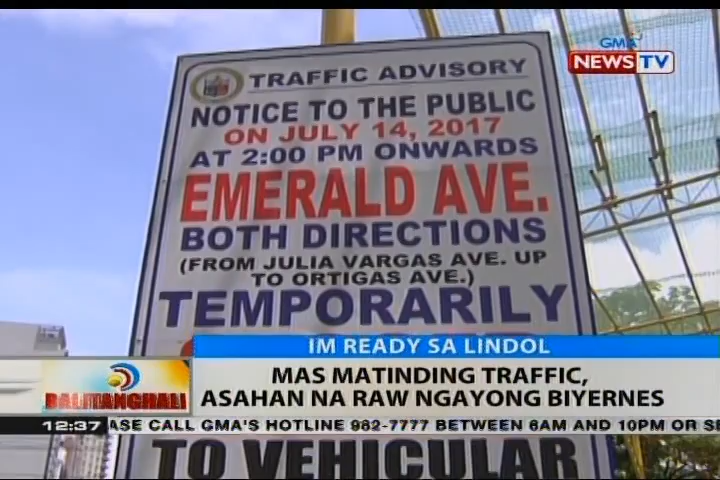 GMA
NEWS TV
TRAFFIC ADVISORY
NOTICE TO THE PUBLIC
ON JULY 14, 2017
AT 2:00 PM ONWARDS
EMERALD AVE.
BOTH DIRECTIONS
(FROM JULIA VARGAS AVE. UP
TO ORTIGAS AVE.)
TEMPORARILY
IM READY SA LINDOL
BALITANGHALI
MAS MATINDING TRAFFIC,
ASAHAN NA RAW NGAYONG BIYERNES
12:37 ASE CALL GMA'S HOTLINE 982-7777 BETWEEN 6AM AND 10PM OR SE
TO VEHICULAR